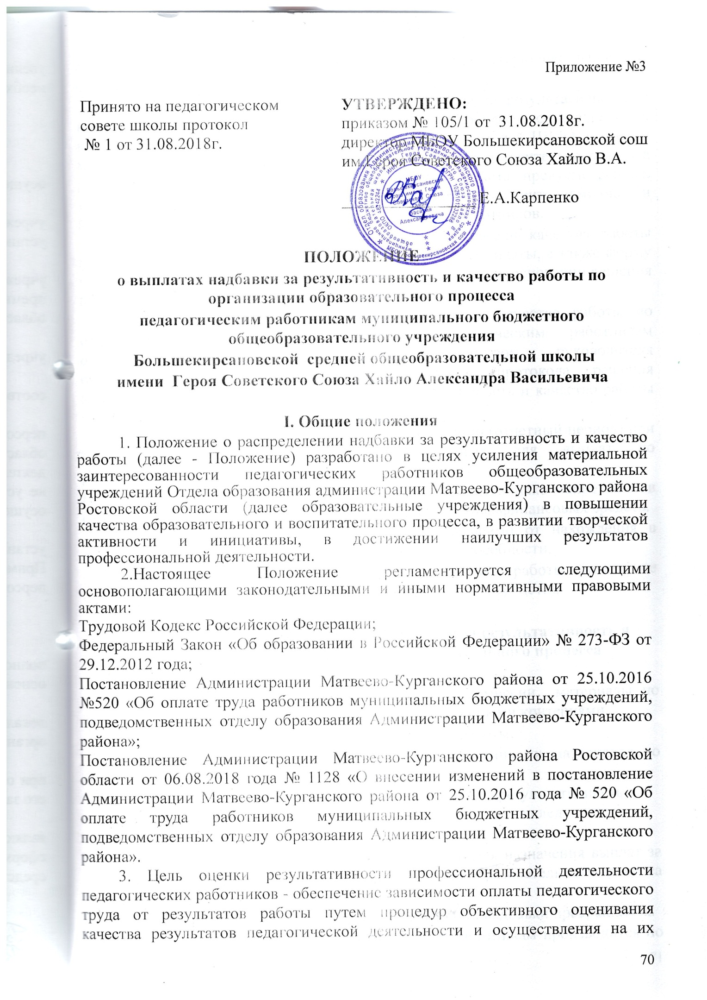 Приложение №3
Принято на педагогическом
совете школы протокол
№ 1 от 31.08.2018г.
УТВЕРЖДЕНО:
приказом № 105/1 от 31.08.2018г.
директор МБОУ Большекирсановской сош
им.Героя Советского Союза Хайло В.А.
Е.А.Карпенко
МБОУ
Большекирсановская
сош имени Героя
Советского Союза
Хайло
Александровича
ПОЛОЖЕНИЕ
о выплатах надбавки за результативность и качество работы по
организации образовательного процесса
педагогическим работникам муниципального бюджетного
общеобразовательного учреждения
Большекирсановской средней общеобразовательной школы
имени Героя Советского Союза Хайло Александра Васильевича
I. Общие положения
1. Положение о распределении надбавки за результативность и качество
работы (далее - Положение) разработано в целях усиления материальной
заинтересованности педагогических работников общеобразовательных
учреждений Отдела образования администрации Матвеево-Курганского района
Ростовской области (далее образовательные учреждения) в повышении
качества образовательного и воспитательного процесса, в развитии творческой
активности и инициативы, в достижении наилучших результатов
профессиональной деятельности.
2.Настоящее Положение регламентируется следующими
основополагающими законодательными и иными нормативными правовыми
актами:
Трудовой Кодекс Российской Федерации;
Федеральный Закон «Об образовании в Российской Федерации» № 273-ФЗ от
29.12.2012 года;
Постановление Администрации Матвеево-Курганского района от 25.10.2016
№520 «Об оплате труда работников муниципальных бюджетных учреждений,
подведомственных отделу образования Администрации Матвеево-Курганского
района»;
Постановление Администрации Матвеево-Курганского района Ростовской
области от 06.08.2018 года № 1128 «О внесении изменений в постановление
Администрации Матвеево-Курганского района от 25.10.2016 года № 520 «Об
оплате труда работников муниципальных бюджетных учреждений,
подведомственных отделу образования Администрации Матвеево-Курганского
района».
3. Цель оценки результативности профессиональной деятельности
педагогических работников - обеспечение зависимости оплаты педагогического
труда от результатов работы путем процедур объективного оценивания
качества результатов педагогической деятельности и осуществления на их
70